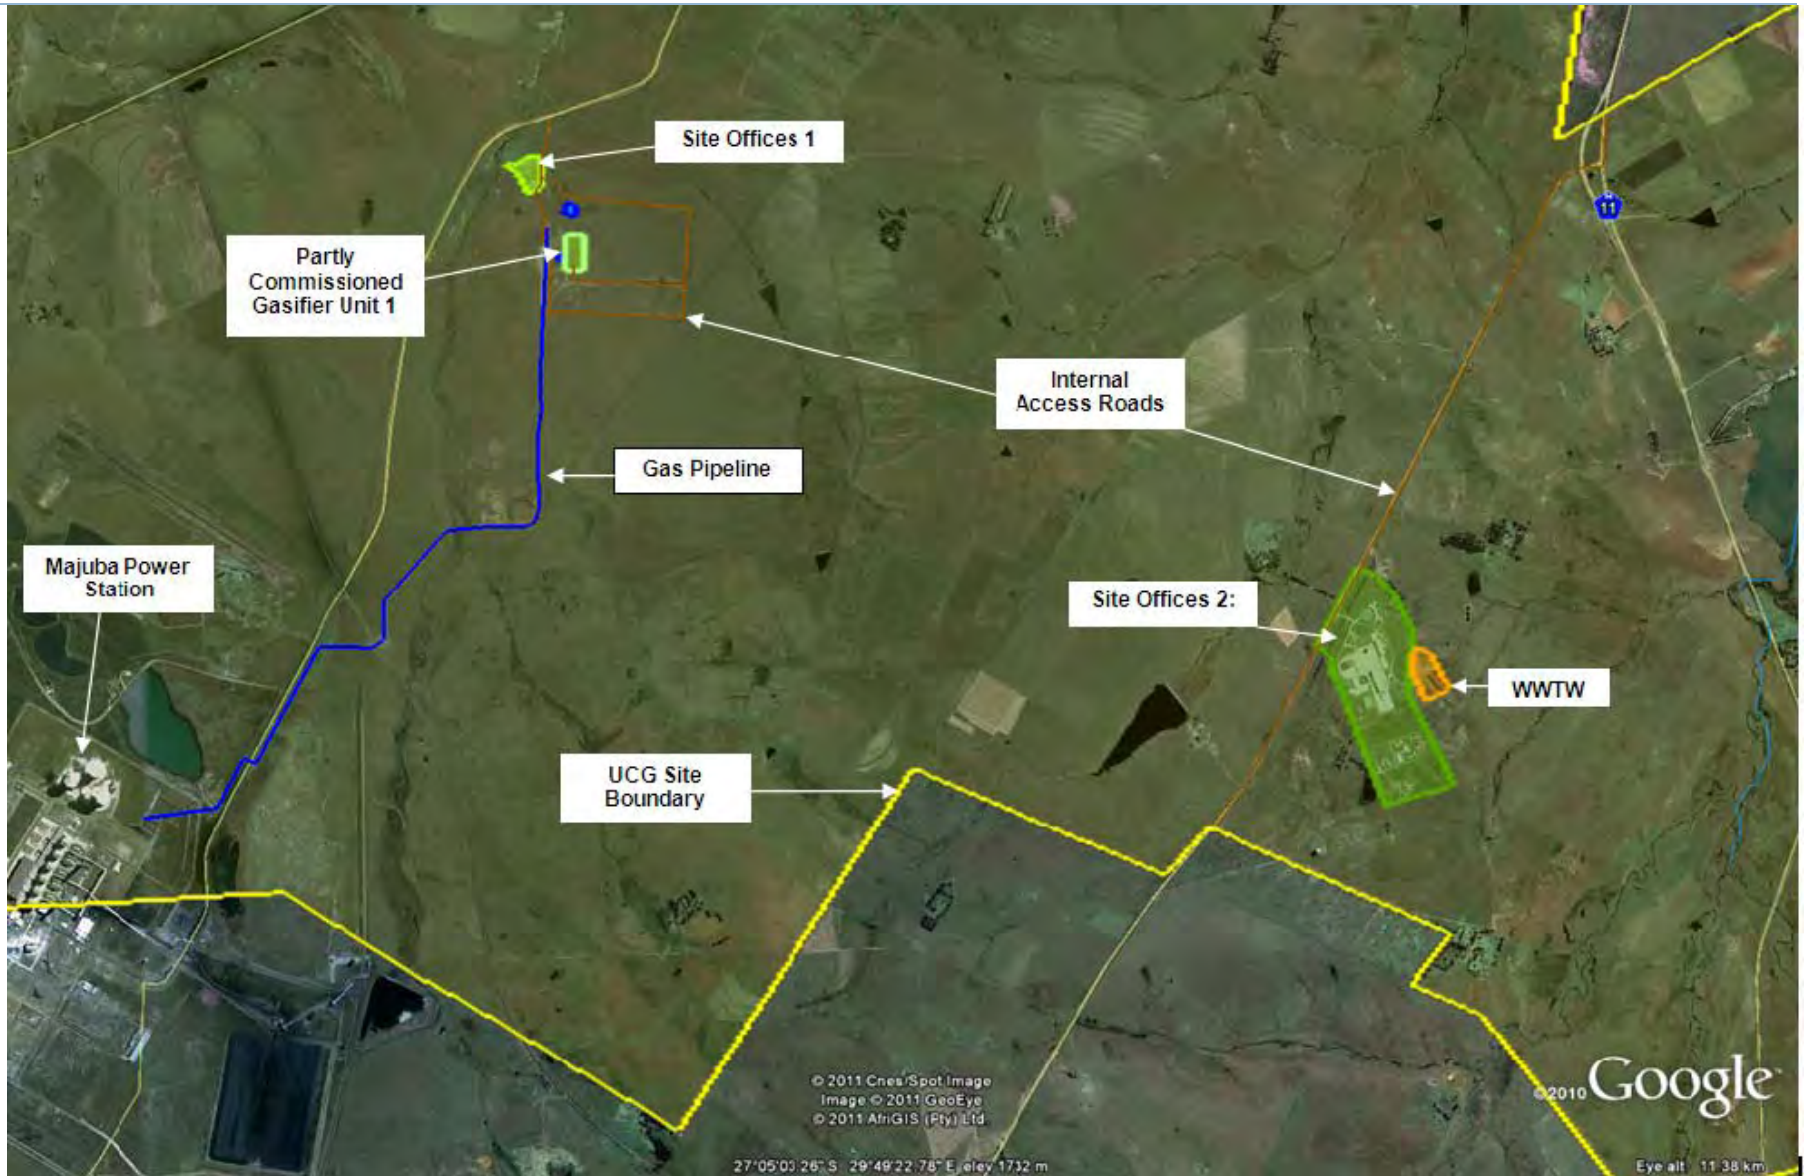 Site Offices 1
11
Partly
Commissioned
Gasifier Unit 1
Internal
Access Roads
Gas Pipeline
Majuba Power
Station
Site Offices 2:
WWTW
UCG Site
Boundary
© 2011 Cnes/Spot Image
Image © 2011 GeoEye
© 2011 AfriGIS (Pty) Ltd
©2010 Google
27°05'03.26" S 29°49'22.78" E elev 1732 m
Eye alt 11.38 km